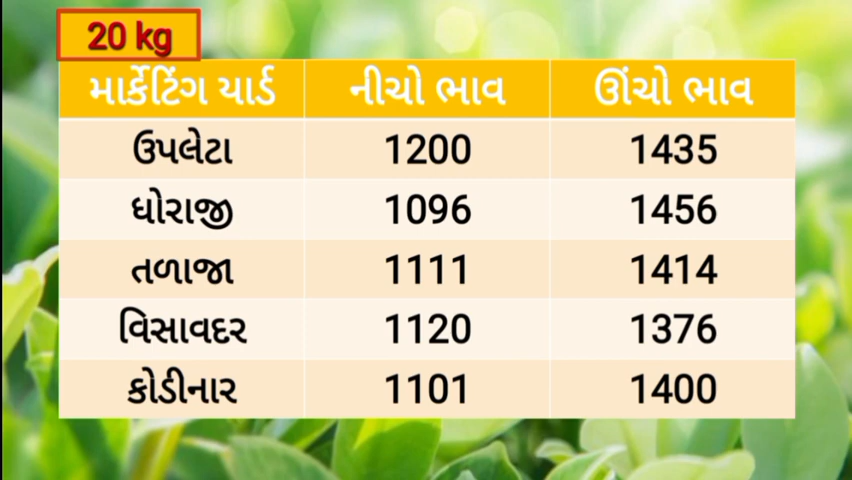 20 kg
માર્કેટિંગ યાર્ડ નીચો ભાવ ઊંચો ભાવ
ઉપલેટા 1200 1435
ધોરાજી 1096 1456
તળાજા 1111 1414
વિસાવદર 1120 1376
કોડીનાર 1101 1400